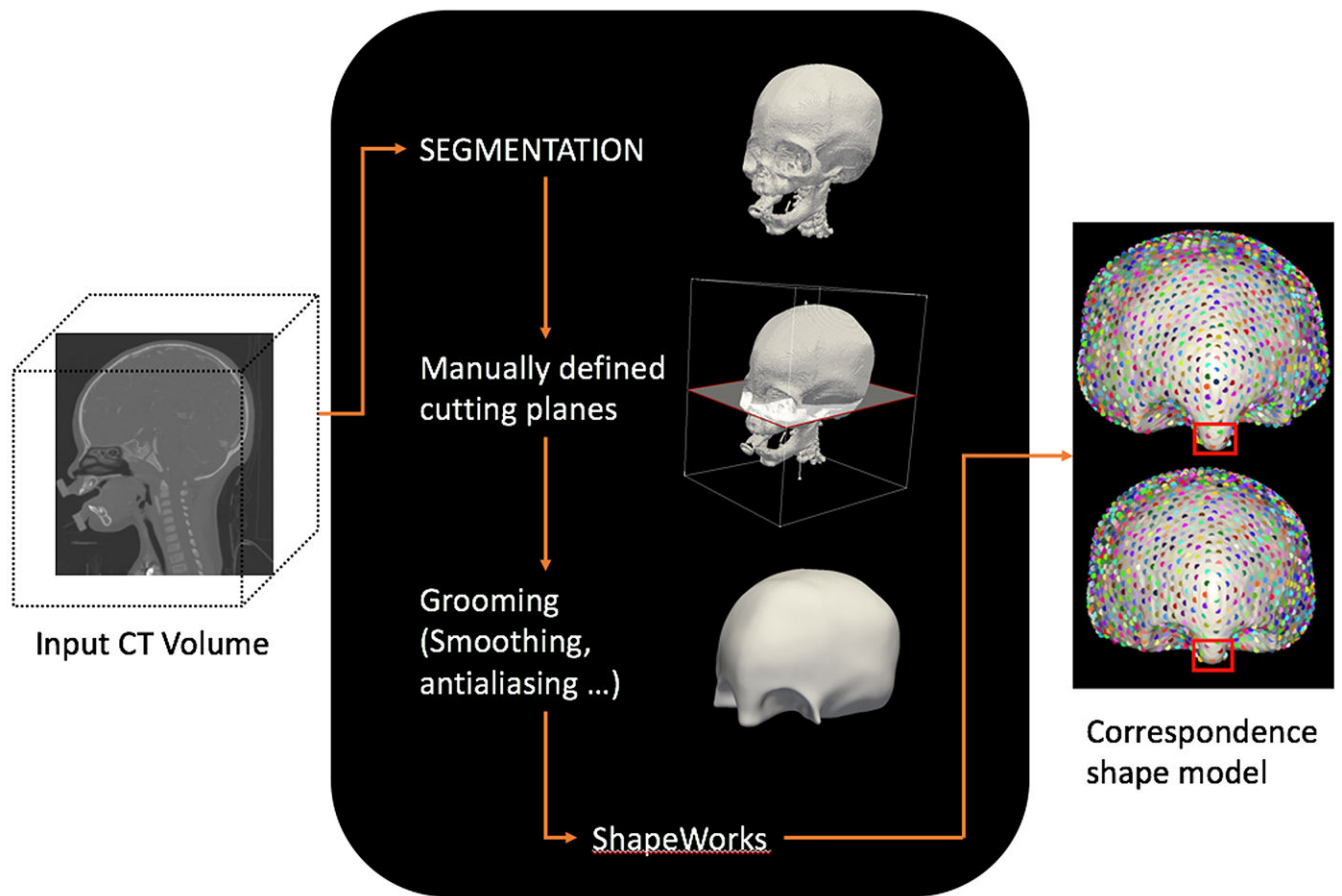 Input CT Volume
SEGMENTATION
Manually defined
cutting planes
Grooming
(Smoothing,
antialiasing ...)
ShapeWorks
Correspondence
shape model